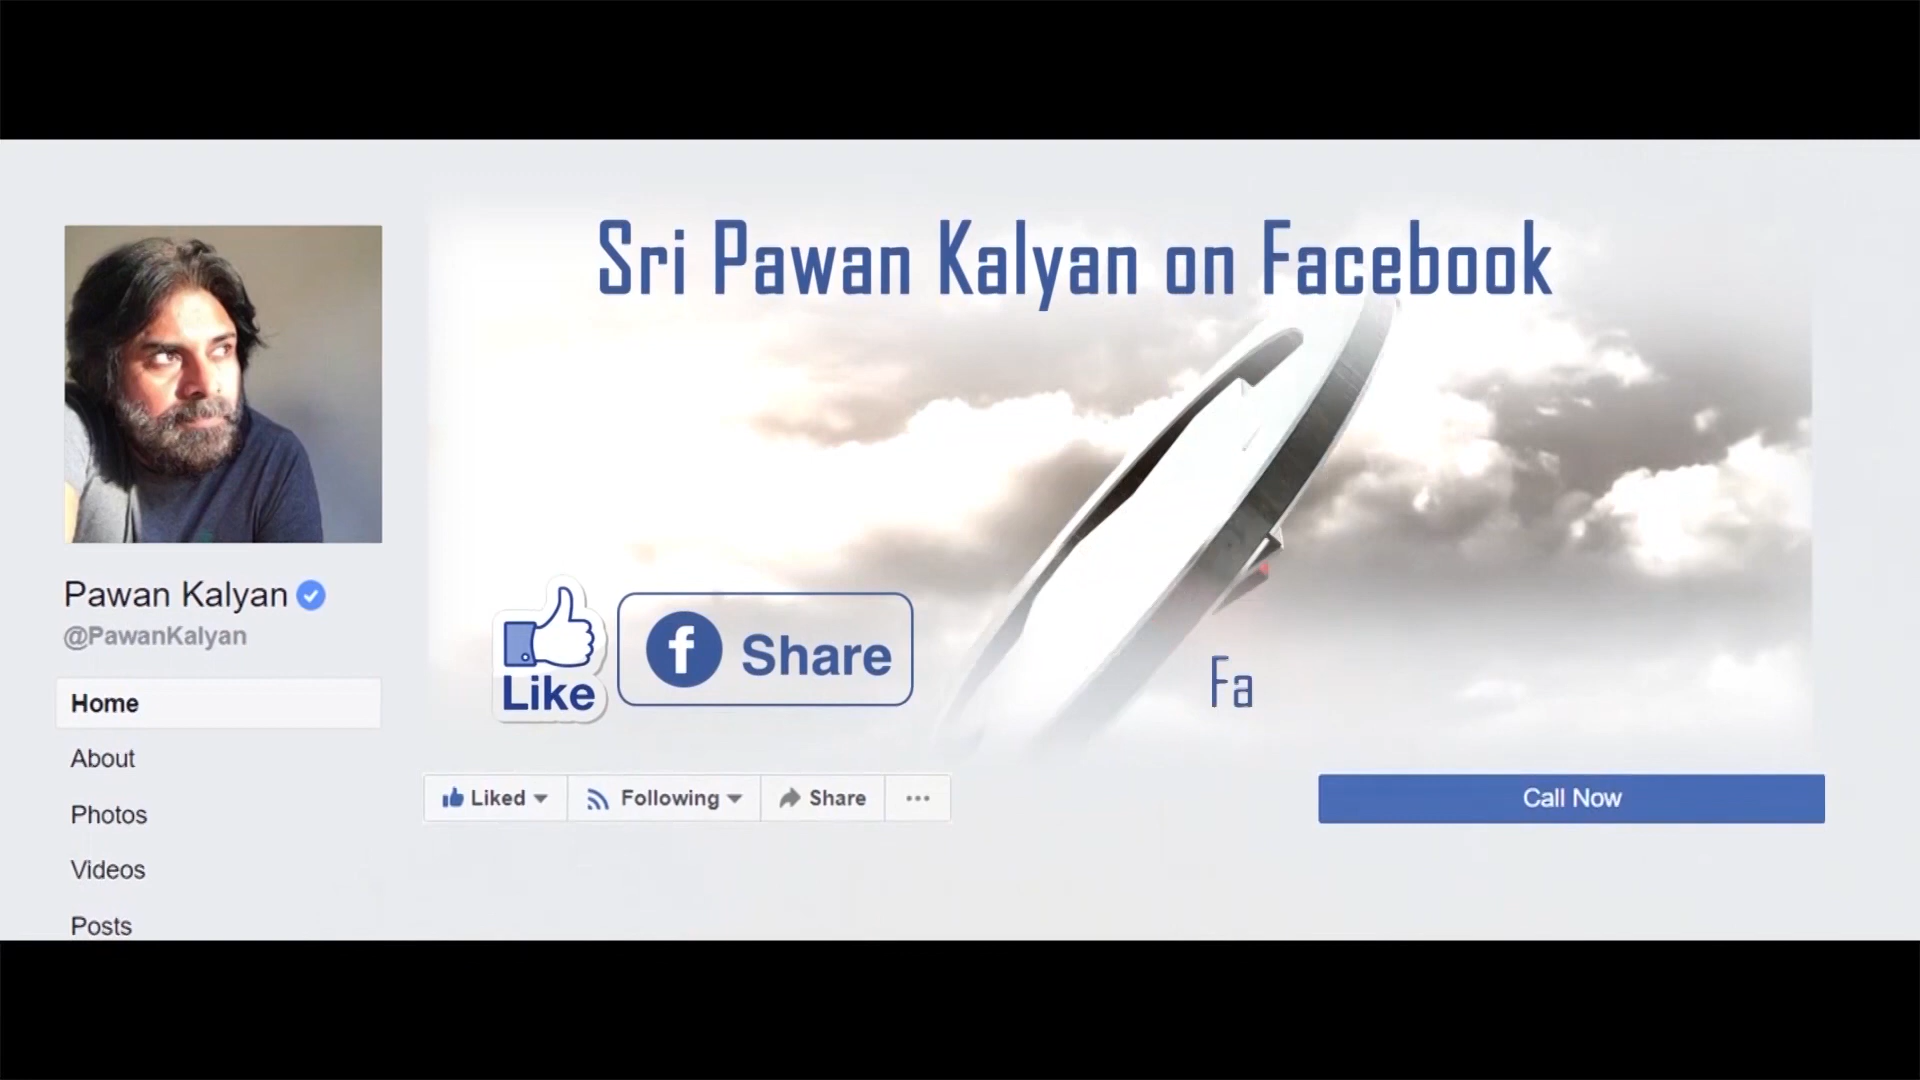 Sri Pawan Kalyan on Facebook
Pawan Kalyan
@PawanKalyan
Home
About
Photos
Videos
Posts
Like
f Share
Fa
Liked
Following
Share
Call Now